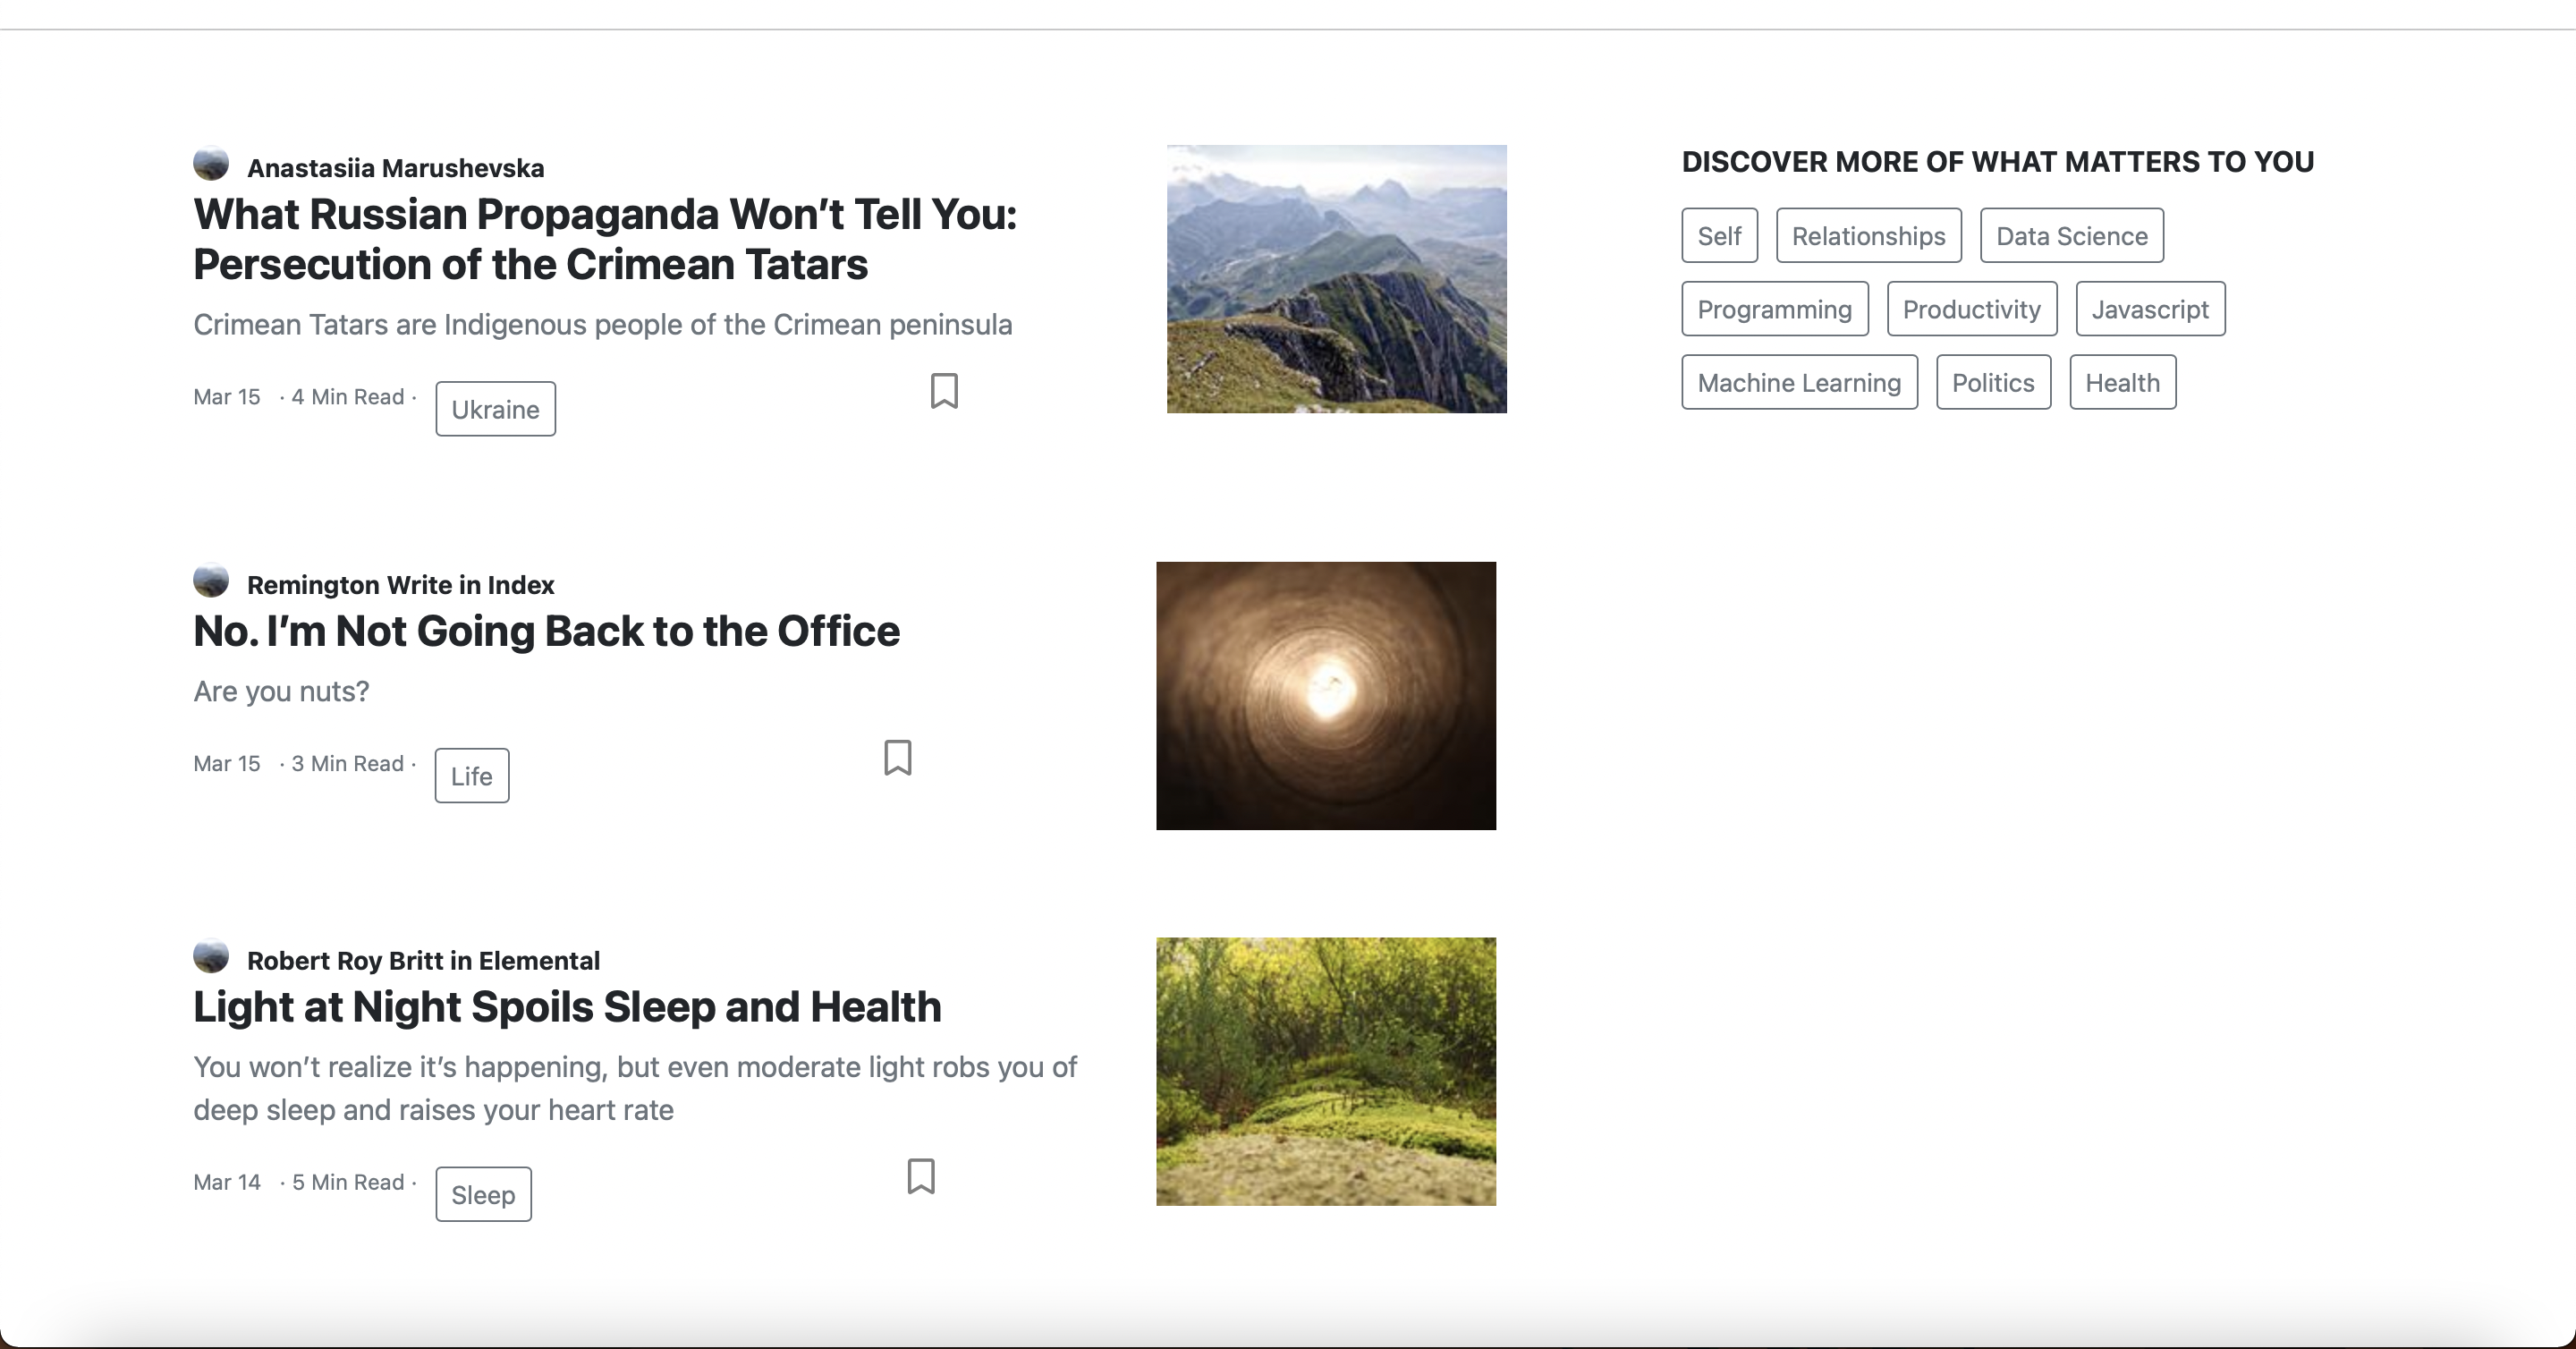 Anastasiia Marushevska
What Russian Propaganda Won’t Tell You:
Persecution of the Crimean Tatars
Crimean Tatars are Indigenous people of the Crimean peninsula
Mar 15 · 4 Min Read · Ukraine
Remington Write in Index
No. I’m Not Going Back to the Office
Are you nuts?
Mar 15 · 3 Min Read · Life
Robert Roy Britt in Elemental
Light at Night Spoils Sleep and Health
You won’t realize it’s happening, but even moderate light robs you of
deep sleep and raises your heart rate
Mar 14 · 5 Min Read · Sleep
DISCOVER MORE OF WHAT MATTERS TO YOU
Self Relationships Data Science
Programming Productivity Javascript
Machine Learning Politics Health